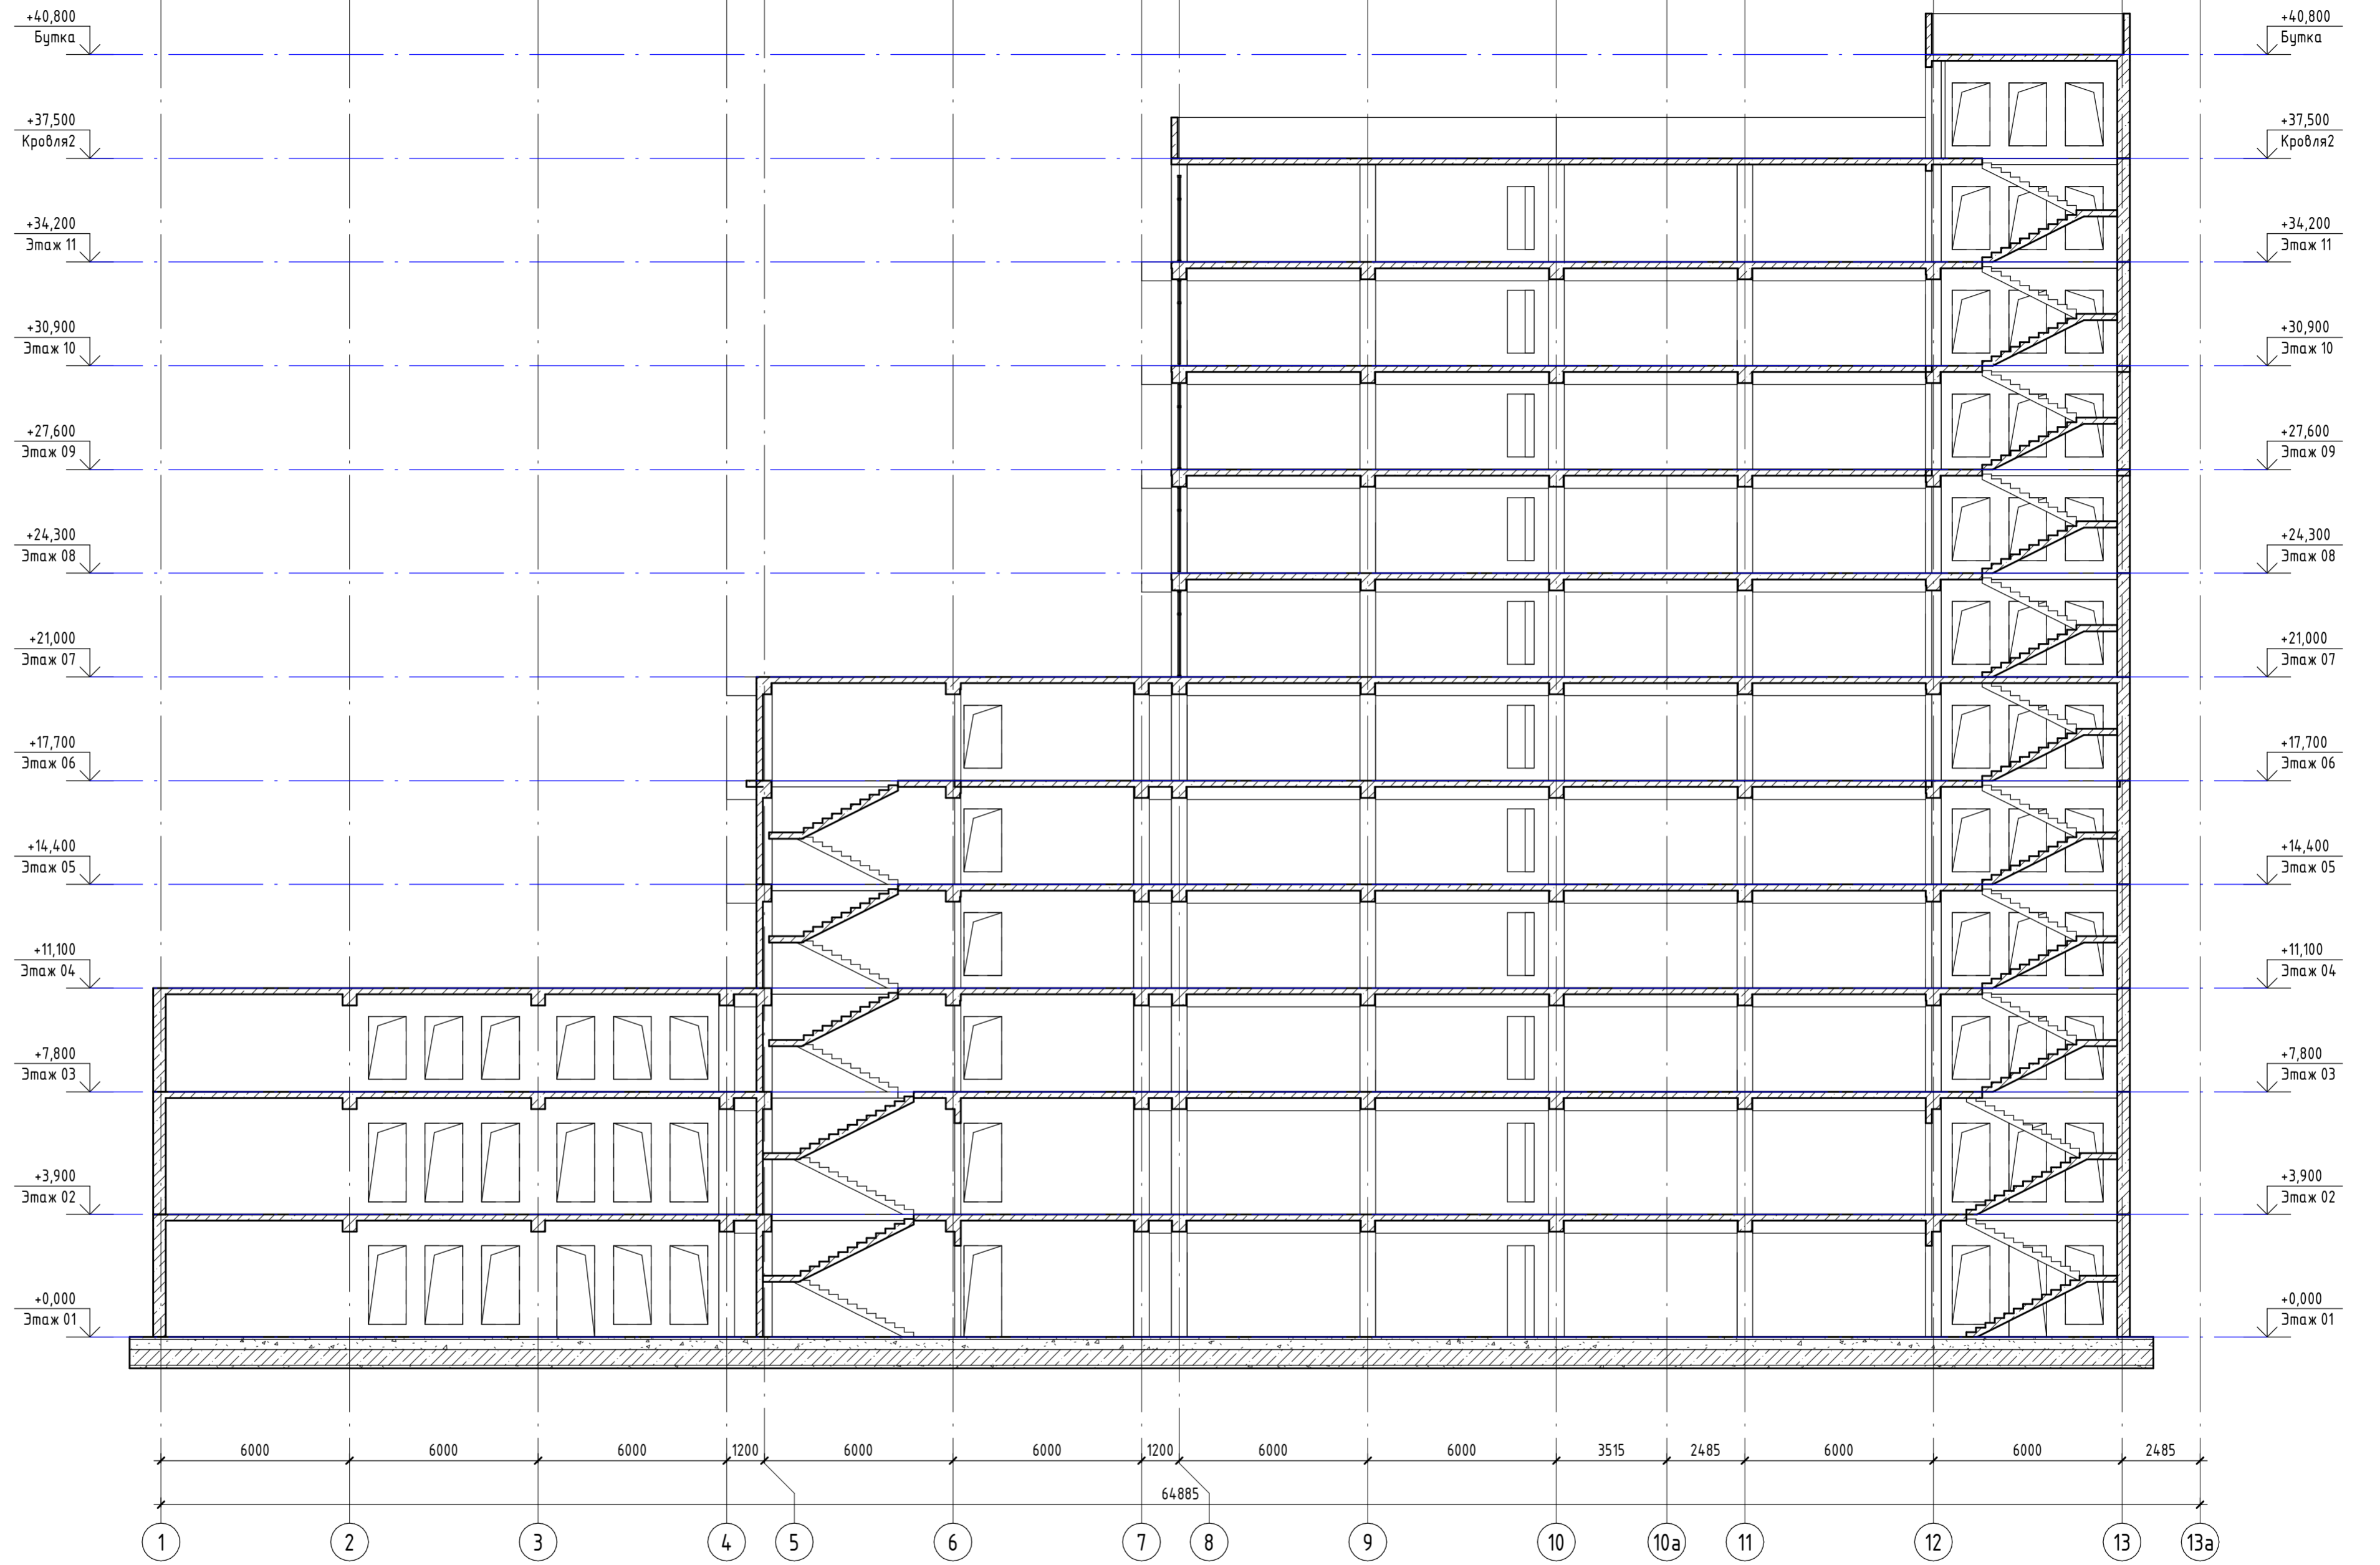 +40,800
Бутка
+40,800
Бутка
+37,500
Кровля2
+37,500
Кровля2
+34,200
Этаж 11
+34,200
Этаж 11
+30,900
Этаж 10
+30,900
Этаж 10
+27,600
Этаж 09
+27,600
Этаж 09
+24,300
Этаж 08
+24,300
Этаж 08
+21,000
Этаж 07
+21,000
Этаж 07
+17,700
Этаж 06
+17,700
Этаж 06
+14,400
Этаж 05
+14,400
Этаж 05
+11,100
Этаж 04
+11,100
Этаж 04
+7,800
Этаж 03
+7,800
Этаж 03
+3,900
Этаж 02
+3,900
Этаж 02
+0,000
Этаж 01
+0,000
Этаж 01
6000 6000 6000 1200 6000 6000 1200 6000 6000 3515 2485 6000 6000 2485
64885
1 2 3 4 5 6 7 8 9 10 10а 11 12 13 13а